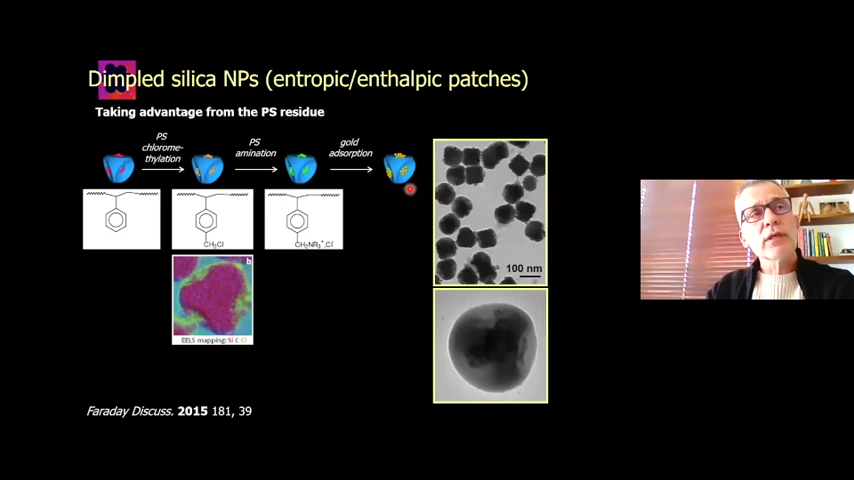 Dimpled silica NPs (entropic/enthalpic patches)
Taking advantage from the PS residue
PS
chlorome-
thylation
PS
amination
gold
adsorption
CH₂Cl
CH₂NR₃⁺,Cl⁻
b
EELS mapping: Si C Cl
100 nm
Faraday Discuss. 2015 181, 39